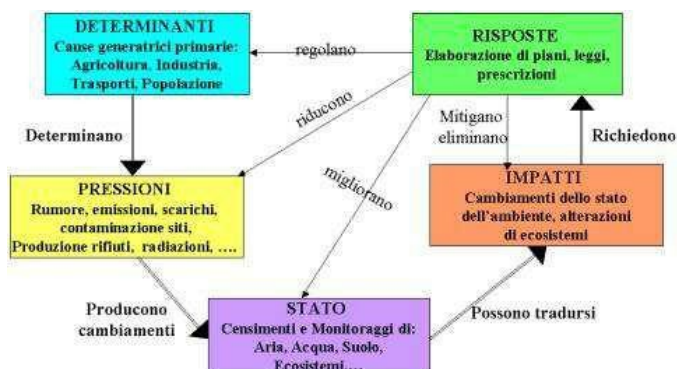 DETERMINANTI
Cause generatrici primarie:
Agricoltura, Industria,
Trasporti, Popolazione
regolano
RISPOSTE
Elaborazione di piani, leggi,
prescrizioni
Determinano
riducono
Mitigano
eliminano
Richiedono
PRESSIONI
Rumore, emissioni, scarichi,
contaminazione siti,
Produzione rifiuti, radiazioni, ....
migliorano
IMPATTI
Cambiamenti dello stato
dell'ambiente, alterazioni
di ecosistemi
Producono
cambiamenti
STATO
Censimenti e Monitoraggi di:
Aria, Acqua, Suolo,
Ecosistemi....
Possono tradursi